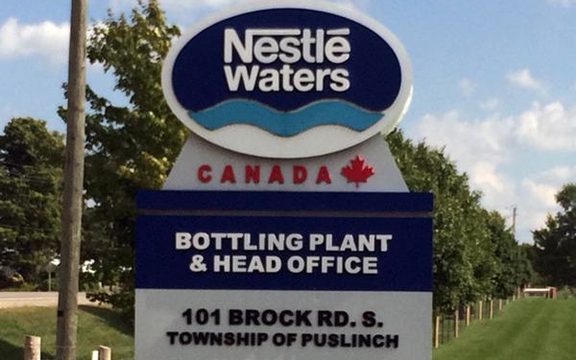 Nestlé
Waters
CANADA
BOTTLING PLANT
& HEAD OFFICE
101 BROCK RD. S.
TOWNSHIP OF PUSLINCH